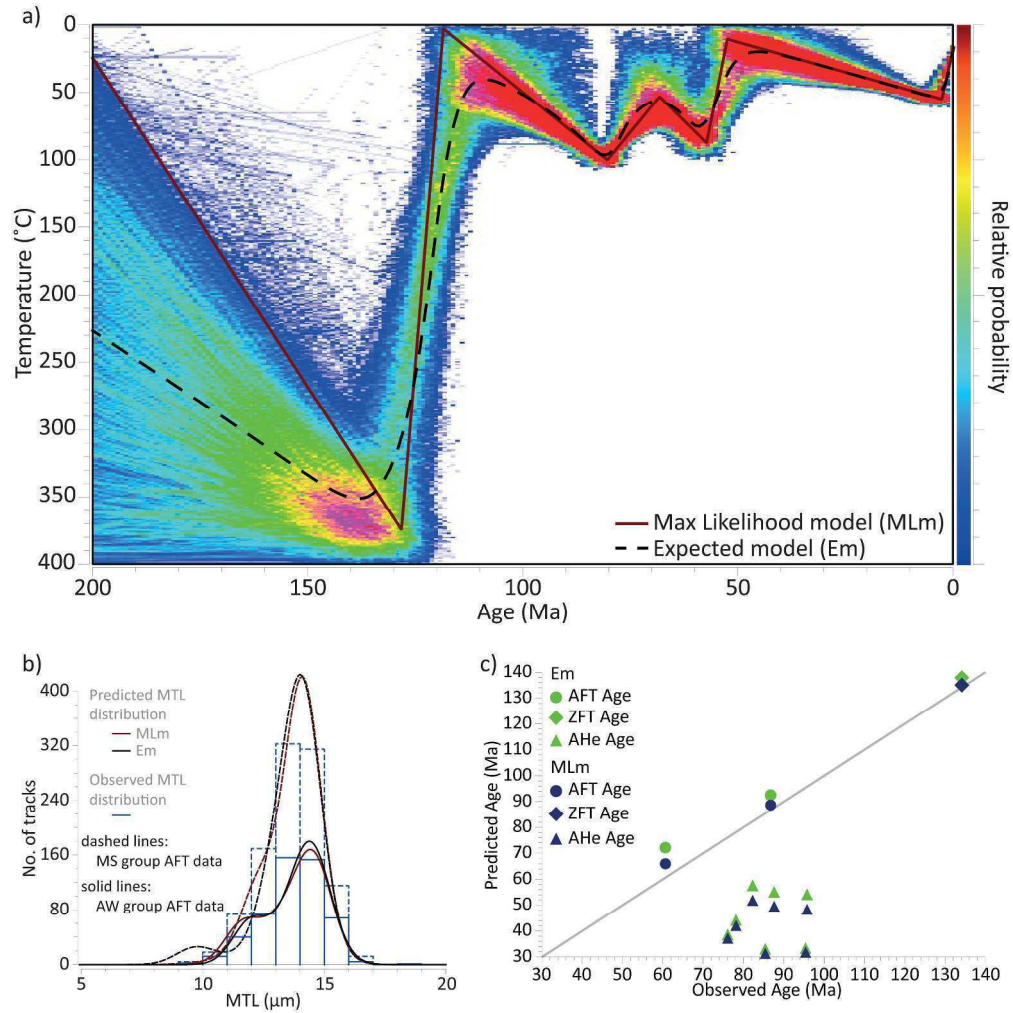 a)
0
50
100
150
200
250
300
350
400
Temperature (˚C)
200
150
100
50
0
Age (Ma)
Max Likelihood model (MLm)
Expected model (Em)
Relative probability
b)
400
320
240
160
80
0
No. of tracks
Predicted MTL
distribution
MLm
Em
Observed MTL
distribution
dashed lines:
MS group AFT data
solid lines:
AW group AFT data
5
10
15
20
MTL (µm)
c)
140
130
120
110
100
90
80
70
60
50
40
30
Predicted Age (Ma)
Em
AFT Age
ZFT Age
AHe Age
MLm
AFT Age
ZFT Age
AHe Age
30 40 50 60 70 80 90 100 110 120 130 140
Observed Age (Ma)